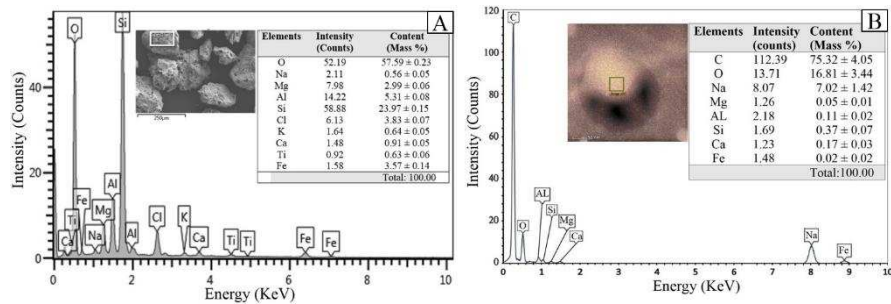 A
O
Si
Elements Intensity (Counts) Content (Mass %)
O 52.19 57.59 ± 0.23
Na 2.11 0.56 ± 0.05
Mg 7.98 2.99 ± 0.06
Al 14.22 5.31 ± 0.08
Si 58.88 23.97 ± 0.15
Cl 6.13 3.83 ± 0.07
K 1.64 0.64 ± 0.05
Ca 1.48 0.91 ± 0.05
Ti 0.92 0.63 ± 0.06
Fe 1.58 3.57 ± 0.14
Total: 100.00
250µm
Intensity (Counts)
40
20
0
Fe Al
Ti Mg Cl K
Ca Na Al Ca Ti Ti Fe Fe
0 2 4 6 8 10
Energy (KeV)
B
C
Elements Intensity (counts) Content (Mass %)
C 112.39 75.32 ± 4.05
O 13.71 16.81 ± 3.44
Na 8.07 7.02 ± 1.42
Mg 1.26 0.05 ± 0.01
AL 2.18 0.11 ± 0.02
Si 1.69 0.37 ± 0.07
Ca 1.23 0.17 ± 0.03
Fe 1.48 0.02 ± 0.02
Total:100.00
Intensity (Counts)
120
100
80
60
40
20
0
AL
O Si Mg Na
Ca Fe
0 1 2 3 4 5 6 7 8 9 10
Energy (KeV)